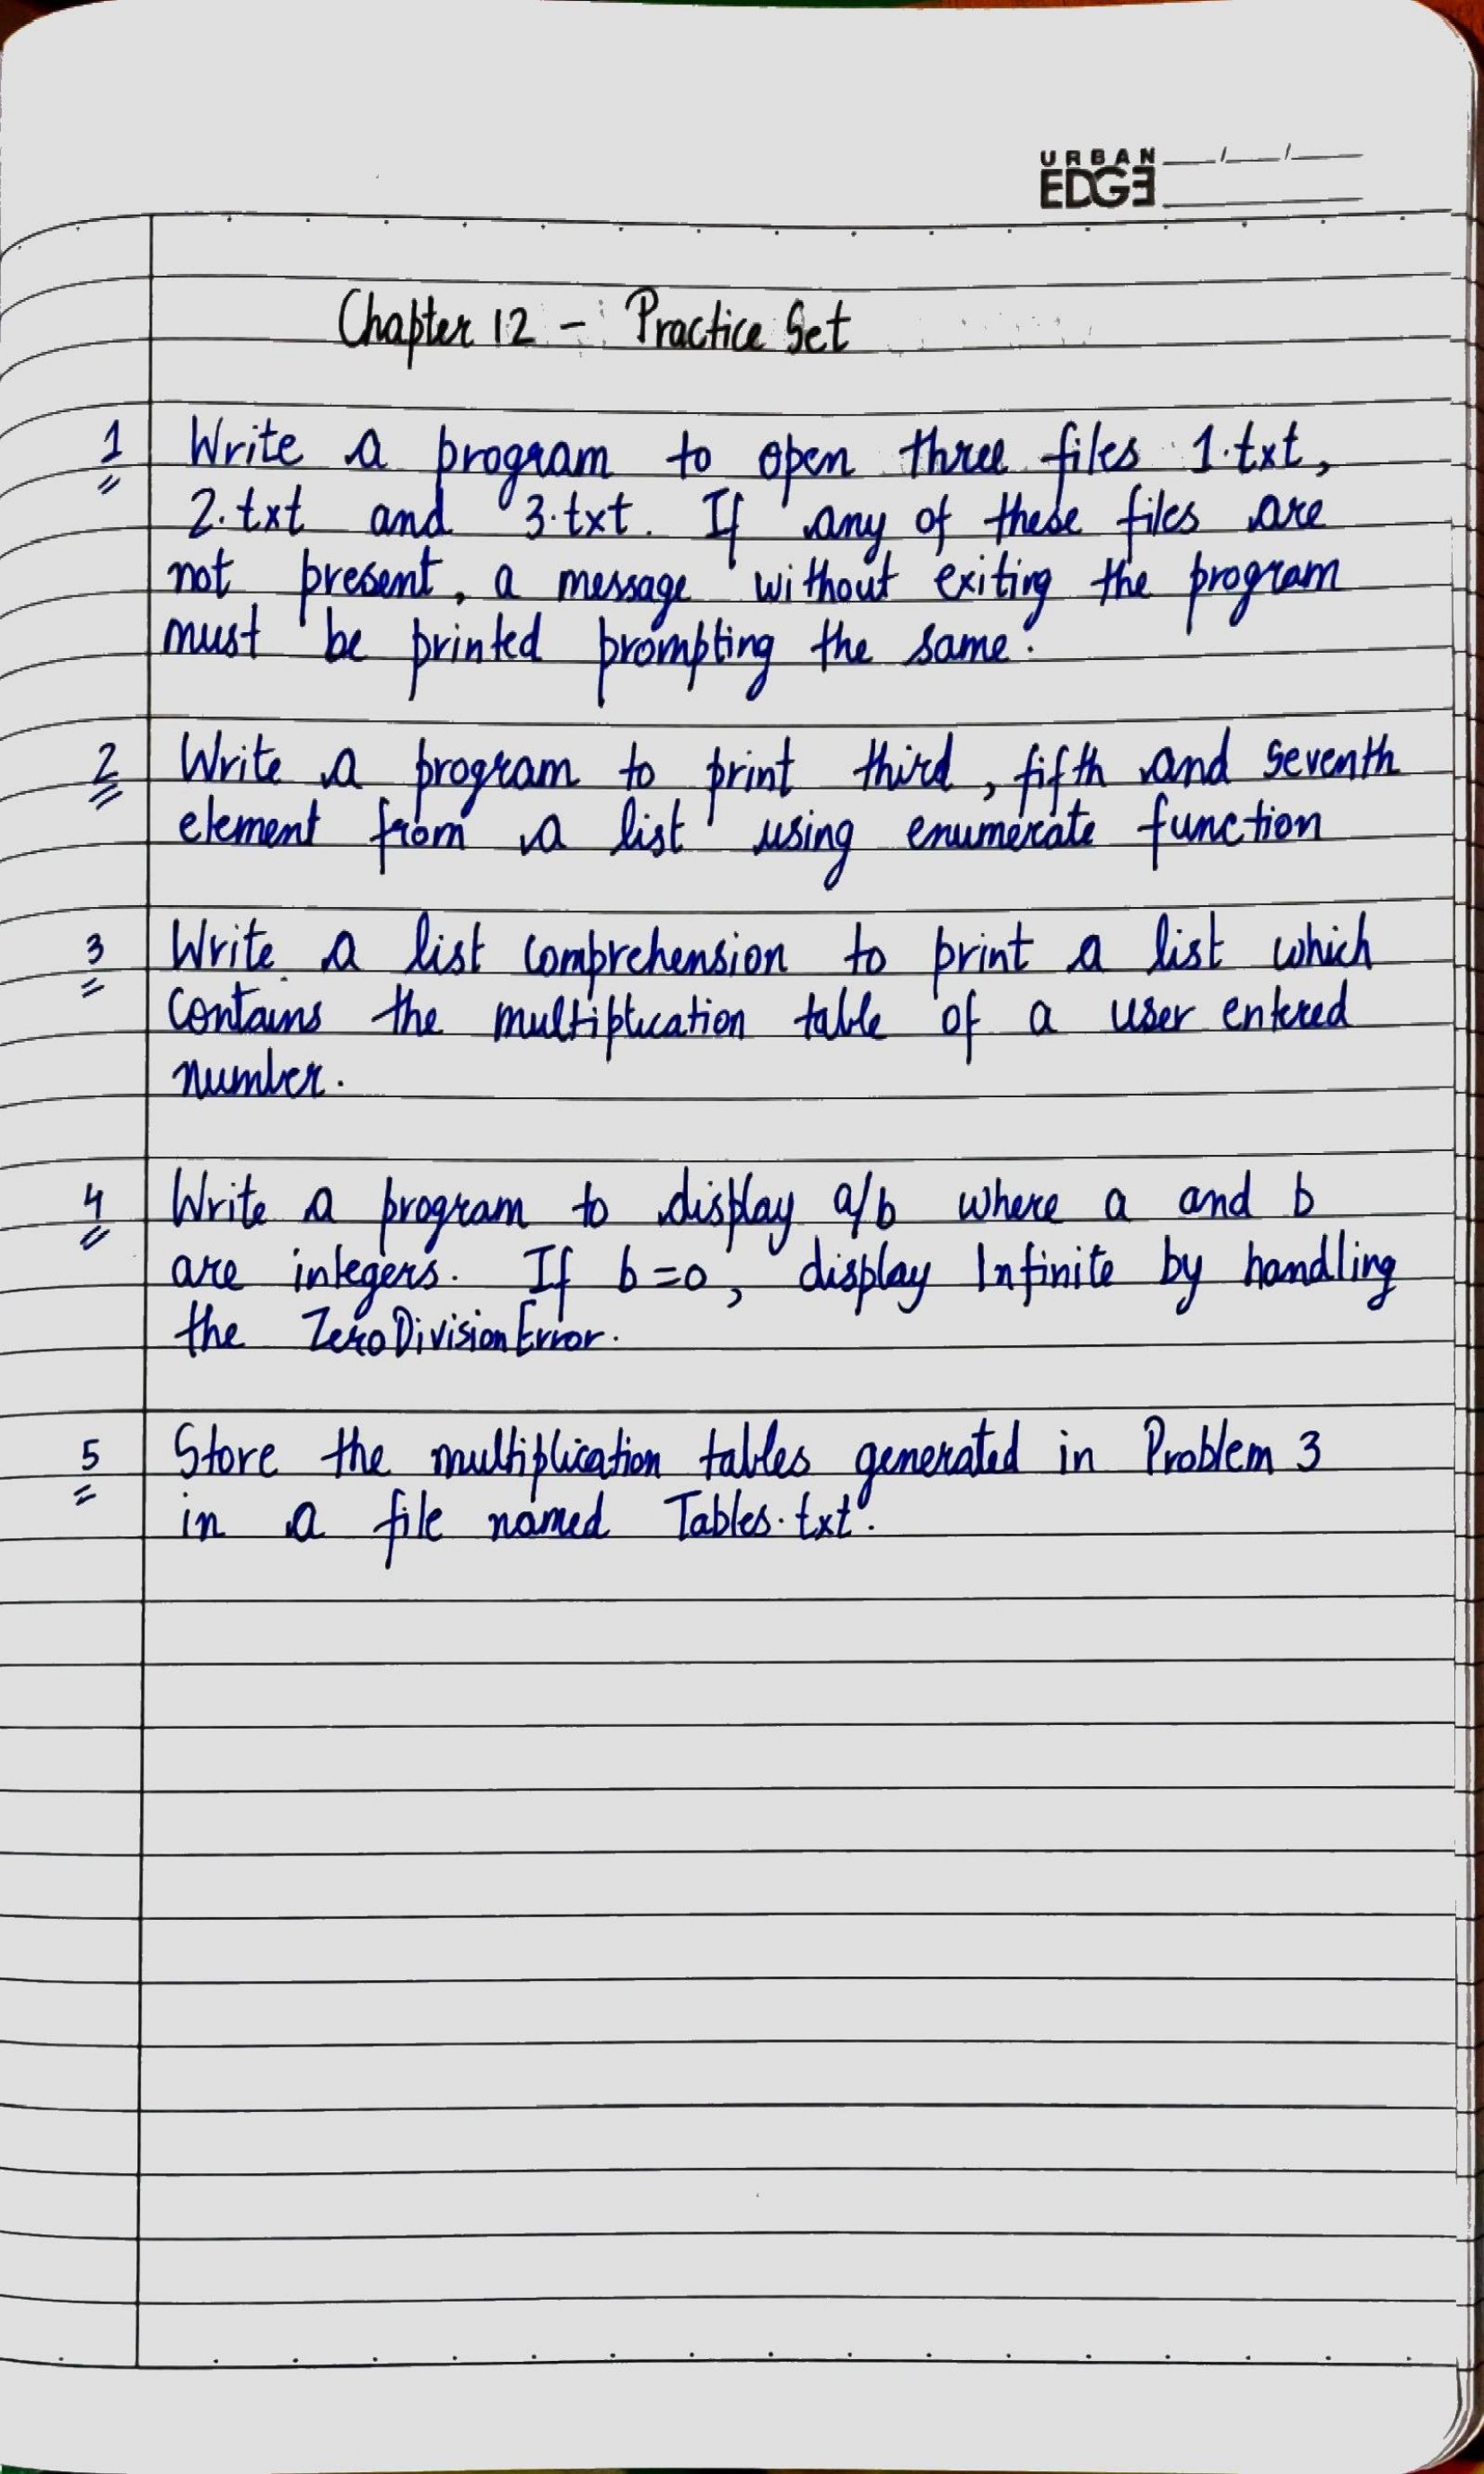 URBAN
EDGE
Chapter 12 - Practice Set
1 Write a program to open three files 1.txt,
2.txt and 3.txt. If any of these files are
not present, a message without exiting the program
must be printed prompting the same.
2 Write a program to print third, fifth and seventh
element from a list using enumerate function
3 Write a list comprehension to print a list which
contains the multiplication table of a user entered
number.
4 Write a program to display a/b where a and b
are integers. If b=0, display Infinite by handling
the ZeroDivisionError.
5 Store the multiplication tables generated in Problem 3
in a file named Tables.txt.